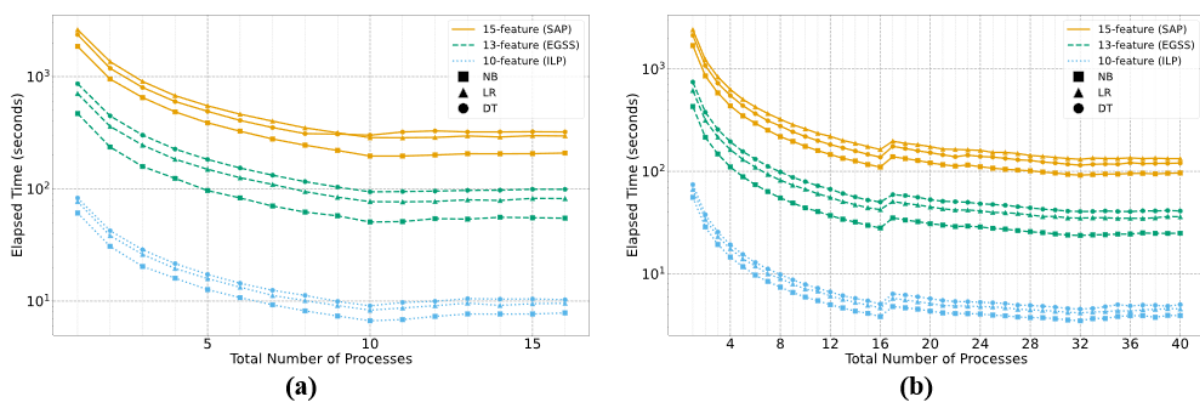 15-feature (SAP)
13-feature (EGSS)
10-feature (ILP)
NB
LR
DT
Elapsed Time (seconds)
10³
10²
10¹
5 10 15
Total Number of Processes
(a)
15-feature (SAP)
13-feature (EGSS)
10-feature (ILP)
NB
LR
DT
Elapsed Time (seconds)
10³
10²
10¹
4 8 12 16 20 24 28 32 36 40
Total Number of Processes
(b)